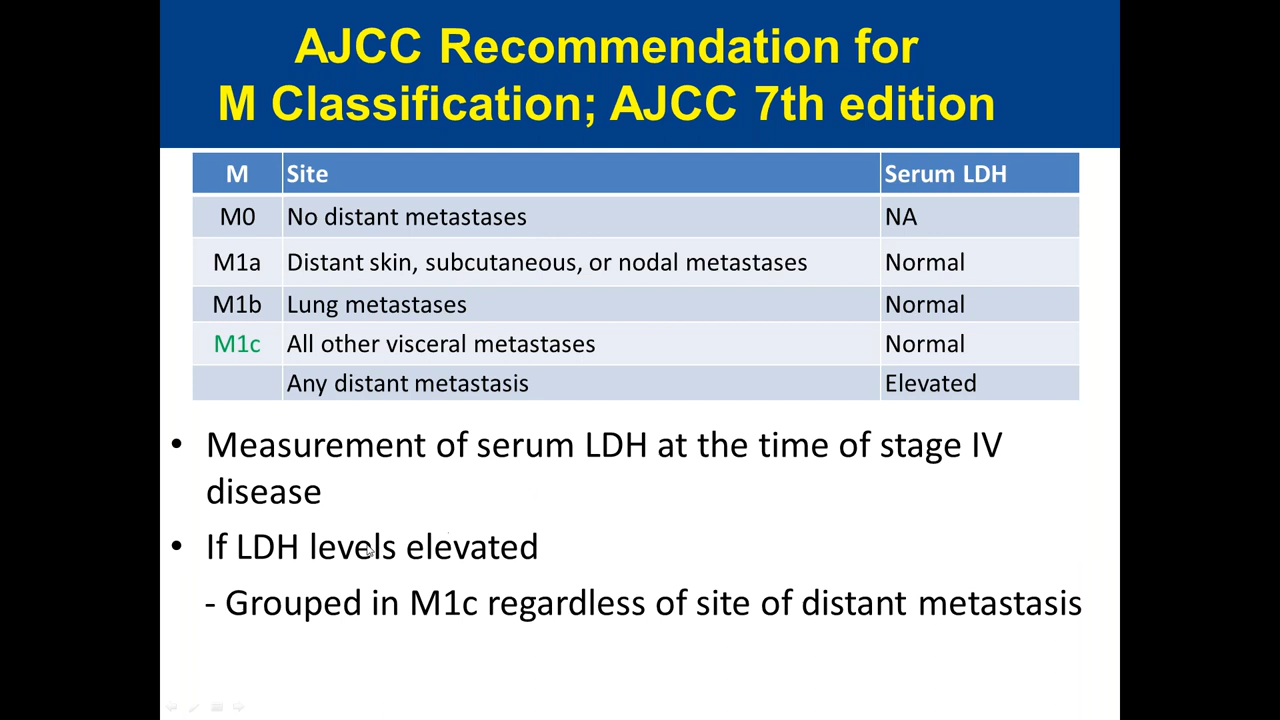 AJCC Recommendation for
M Classification; AJCC 7th edition
M Site Serum LDH
M0 No distant metastases NA
M1a Distant skin, subcutaneous, or nodal metastases Normal
M1b Lung metastases Normal
M1c All other visceral metastases Normal
Any distant metastasis Elevated
• Measurement of serum LDH at the time of stage IV
disease
• If LDH levels elevated
- Grouped in M1c regardless of site of distant metastasis